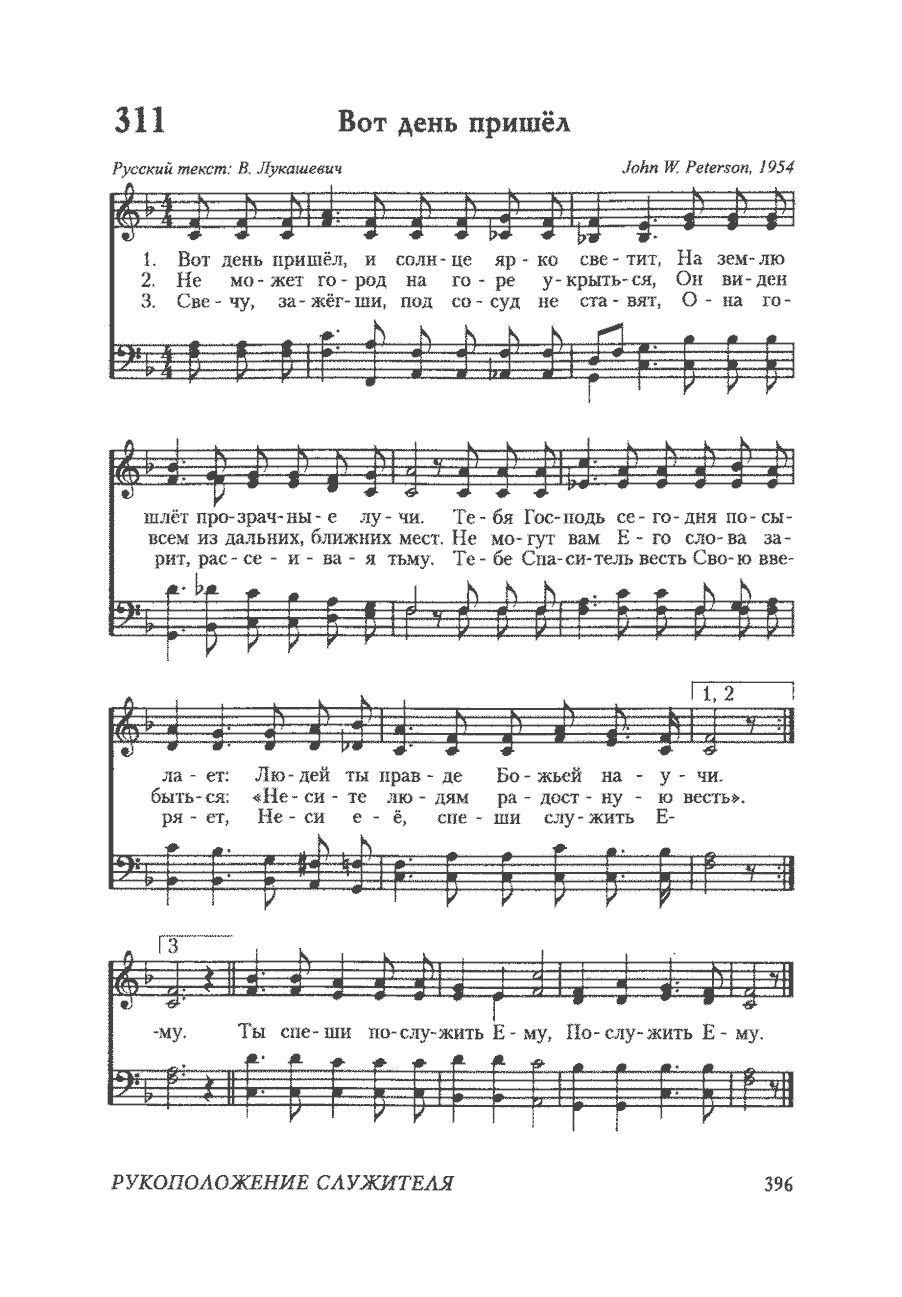 311
Вот день пришёл
Русский текст: В. Лукашевич
John W. Peterson, 1954
1. Вот день пришёл, и солн - це яр - ко све - тит, На зем - лю
2. Не мо - жет го - род на го - ре у - крыть - ся, Он ви - ден
3. Све - чу, за - жёг - ши, под со - суд не ста - вят, О - на го -
шлёт про - зрач - ны - е лу - чи. Те - бя Гос - подь се - го - дня по - сы -
всем из дальних, ближних мест. Не мо - гут вам Е - го сло - ва за -
рит, рас - се - и - ва - я тьму. Те - бе Спа - си - тель весть Сво - ю вве -
1, 2
ла - ет: Лю - дей ты прав - де Бо - жьей на - у - чи.
быть - ся: «Не - си - те лю - дям ра - дост - ну - ю весть».
ря - ет, Не - си е - ё, спе - ши слу - жить Е -
3
-му. Ты спе - ши по - слу - жить Е - му, По - слу - жить Е - му.
РУКОПОЛОЖЕНИЕ СЛУЖИТЕЛЯ
396